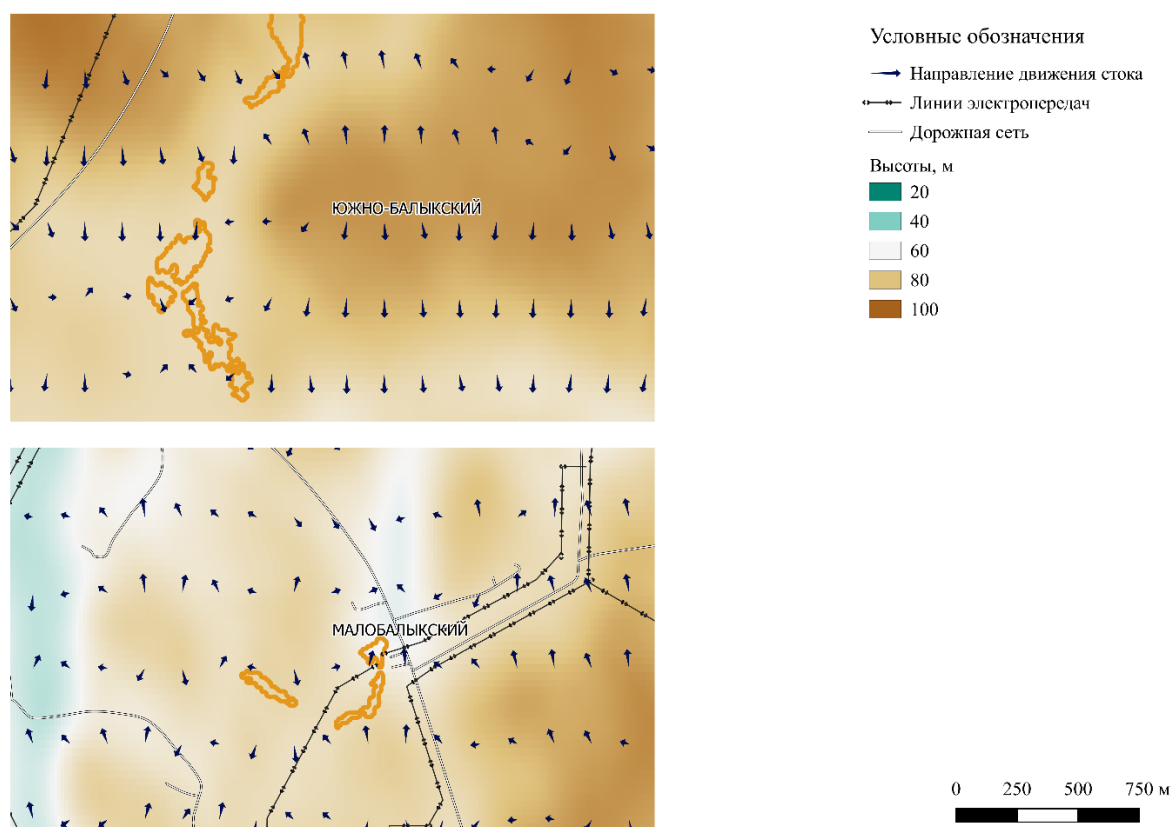 Условные обозначения
Направление движения стока
Линии электропередач
Дорожная сеть
Высоты, м
20
40
60
80
100
ЮЖНО-БАЛЫКСКИЙ
МАЛОБАЛЫКСКИЙ
0 250 500 750 м